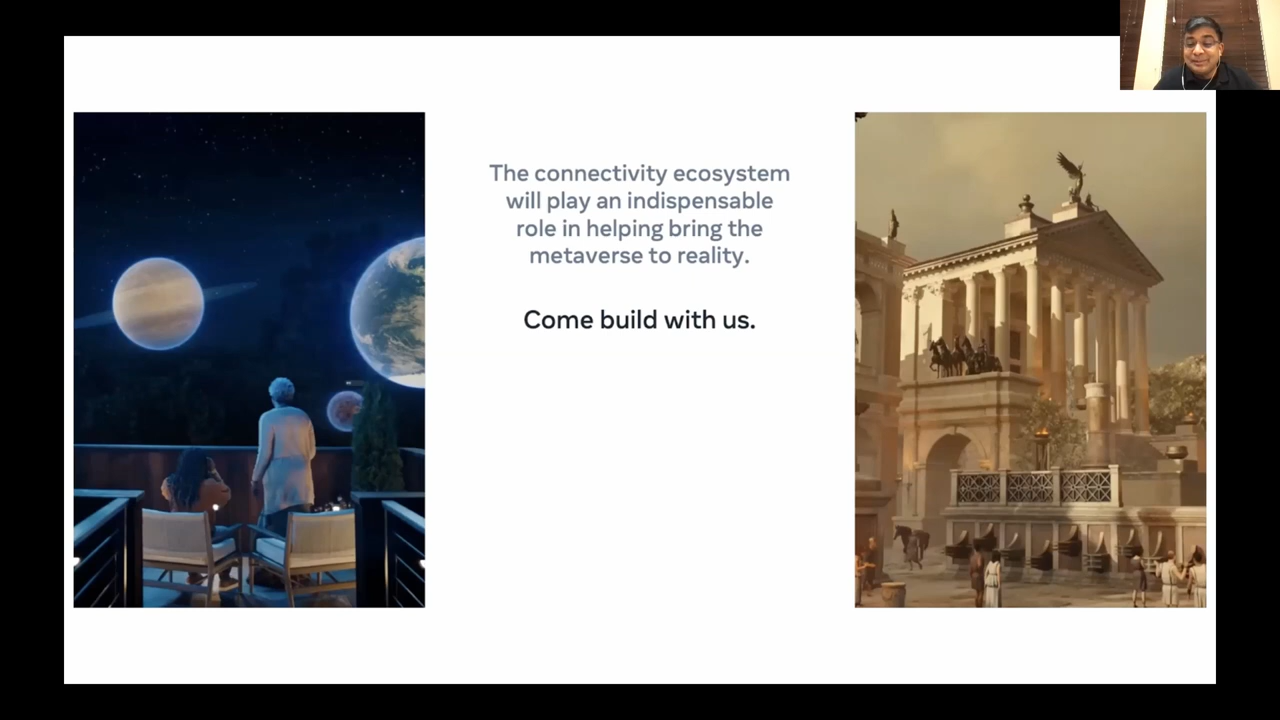 The connectivity ecosystem
will play an indispensable
role in helping bring the
metaverse to reality.
Come build with us.